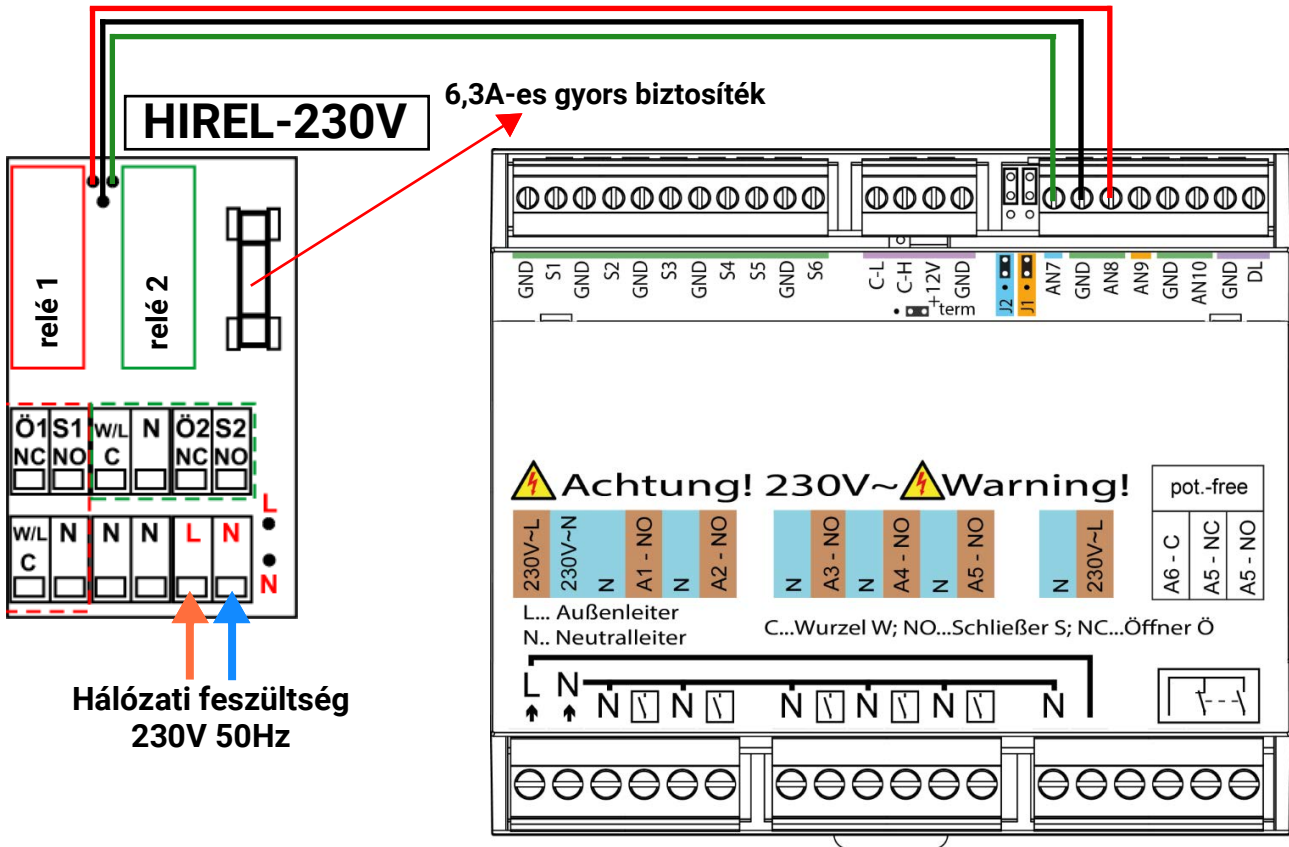 HIREL-230V
6,3A-es gyors biztosíték
relé 1
relé 2
Ö1 S1 W/L N Ö2 S2
NC NO C NC NO
L
W/L N N N L N
C
N
Hálózati feszültség
230V 50Hz
GND S1 GND S2 GND S3 GND S4 S5 GND S6
C-L C-H +12V GND
term
J2 J1
AN7 GND AN8 AN9 GND AN10 GND DL
Achtung! 230V~ Warning!
pot.-free
230V~L 230V~N N A1 - NO N A2 - NO
N A3 - NO N A4 - NO N A5 - NO
N 230V~L
A6 - C A5 - NC A5 - NO
L... Außenleiter
N.. Neutralleiter
C...Wurzel W; NO...Schließer S; NC...Öffner Ö
L N N N N N N N